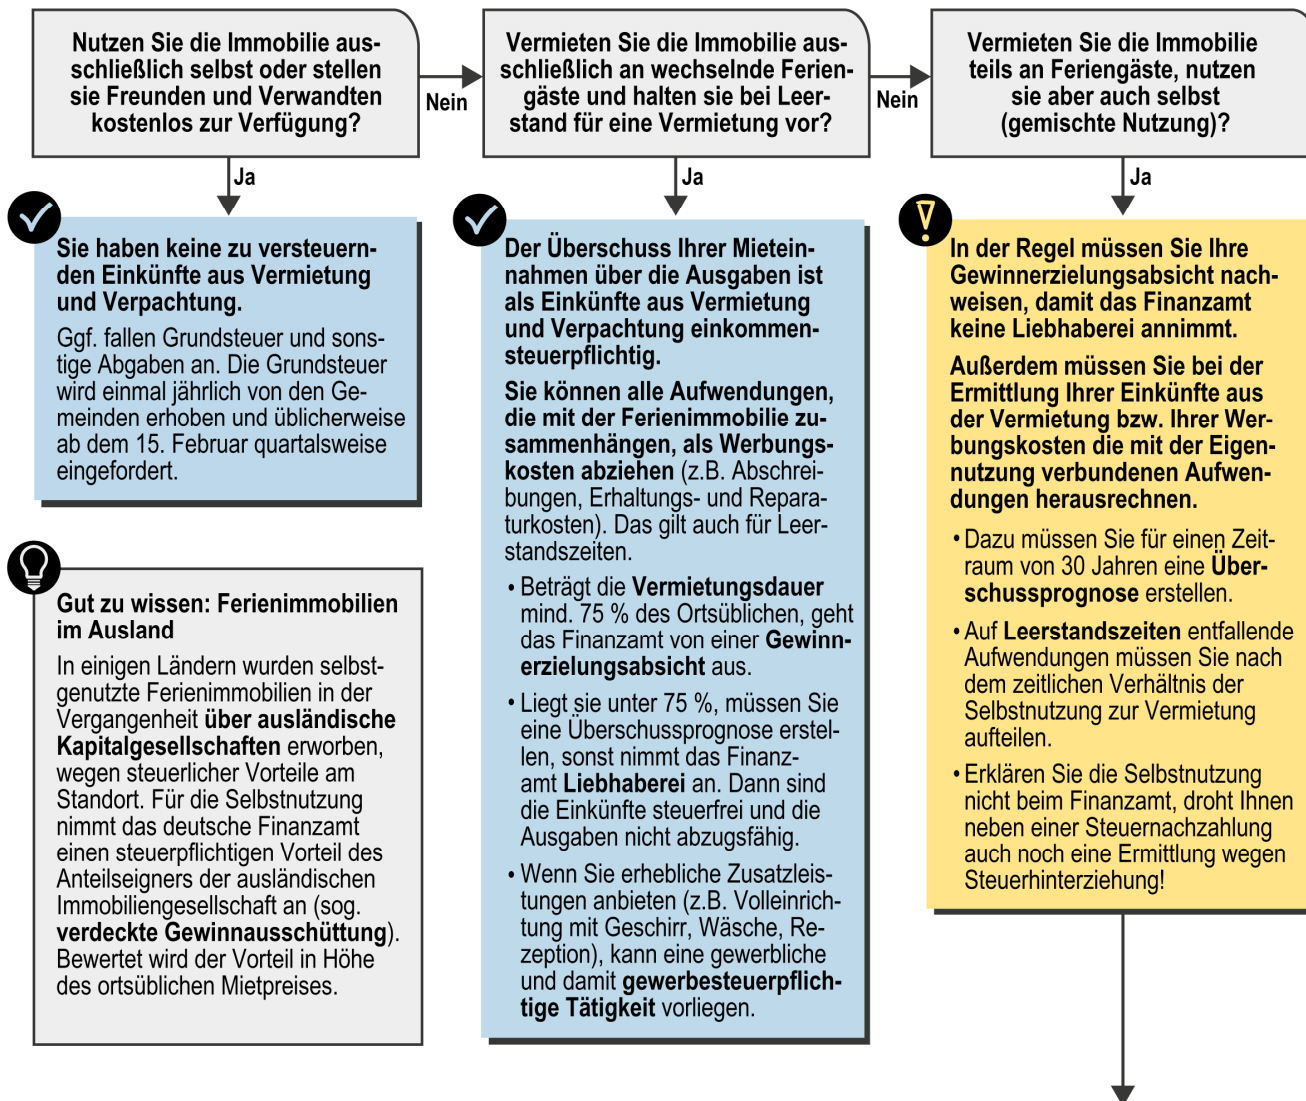 Nutzen Sie die Immobilie aus-
schließlich selbst oder stellen
sie Freunden und Verwandten
kostenlos zur Verfügung?
Nein
Ja
Vermieten Sie die Immobilie aus-
schließlich an wechselnde Ferien-
gäste und halten sie bei Leer-
stand für eine Vermietung vor?
Nein
Ja
Vermieten Sie die Immobilie
teils an Feriengäste, nutzen
sie aber auch selbst
(gemischte Nutzung)?
Ja
Sie haben keine zu versteuern-
den Einkünfte aus Vermietung
und Verpachtung.
Ggf. fallen Grundsteuer und sons-
tige Abgaben an. Die Grundsteuer
wird einmal jährlich von den Ge-
meinden erhoben und üblicherweise
ab dem 15. Februar quartalsweise
eingefordert.
Gut zu wissen: Ferienimmobilien
im Ausland
In einigen Ländern wurden selbst-
genutzte Ferienimmobilien in der
Vergangenheit über ausländische
Kapitalgesellschaften erworben,
wegen steuerlicher Vorteile am
Standort. Für die Selbstnutzung
nimmt das deutsche Finanzamt
einen steuerpflichtigen Vorteil des
Anteilseigners der ausländischen
Immobiliengesellschaft an (sog.
verdeckte Gewinnausschüttung).
Bewertet wird der Vorteil in Höhe
des ortsüblichen Mietpreises.
Der Überschuss Ihrer Mietein-
nahmen über die Ausgaben ist
als Einkünfte aus Vermietung
und Verpachtung einkommen-
steuerpflichtig.
Sie können alle Aufwendungen,
die mit der Ferienimmobilie zu-
sammenhängen, als Werbungs-
kosten abziehen (z.B. Abschrei-
bungen, Erhaltungs- und Repara-
turkosten). Das gilt auch für Leer-
standszeiten.
• Beträgt die Vermietungsdauer
mind. 75 % des Ortsüblichen, geht
das Finanzamt von einer Gewinn-
erzielungsabsicht aus.
• Liegt sie unter 75 %, müssen Sie
eine Überschussprognose erstel-
len, sonst nimmt das Finanz-
amt Liebhaberei an. Dann sind
die Einkünfte steuerfrei und die
Ausgaben nicht abzugsfähig.
• Wenn Sie erhebliche Zusatzleis-
tungen anbieten (z.B. Volleinrich-
tung mit Geschirr, Wäsche, Re-
zeption), kann eine gewerbliche
und damit gewerbesteuerpflich-
tige Tätigkeit vorliegen.
In der Regel müssen Sie Ihre
Gewinnerzielungsabsicht nach-
weisen, damit das Finanzamt
keine Liebhaberei annimmt.
Außerdem müssen Sie bei der
Ermittlung Ihrer Einkünfte aus
der Vermietung bzw. Ihrer Wer-
bungskosten die mit der Eigen-
nutzung verbundenen Aufwen-
dungen herausrechnen.
• Dazu müssen Sie für einen Zeit-
raum von 30 Jahren eine Über-
schussprognose erstellen.
• Auf Leerstandszeiten entfallende
Aufwendungen müssen Sie nach
dem zeitlichen Verhältnis der
Selbstnutzung zur Vermietung
aufteilen.
• Erklären Sie die Selbstnutzung
nicht beim Finanzamt, droht Ihnen
neben einer Steuernachzahlung
auch noch eine Ermittlung wegen
Steuerhinterziehung!